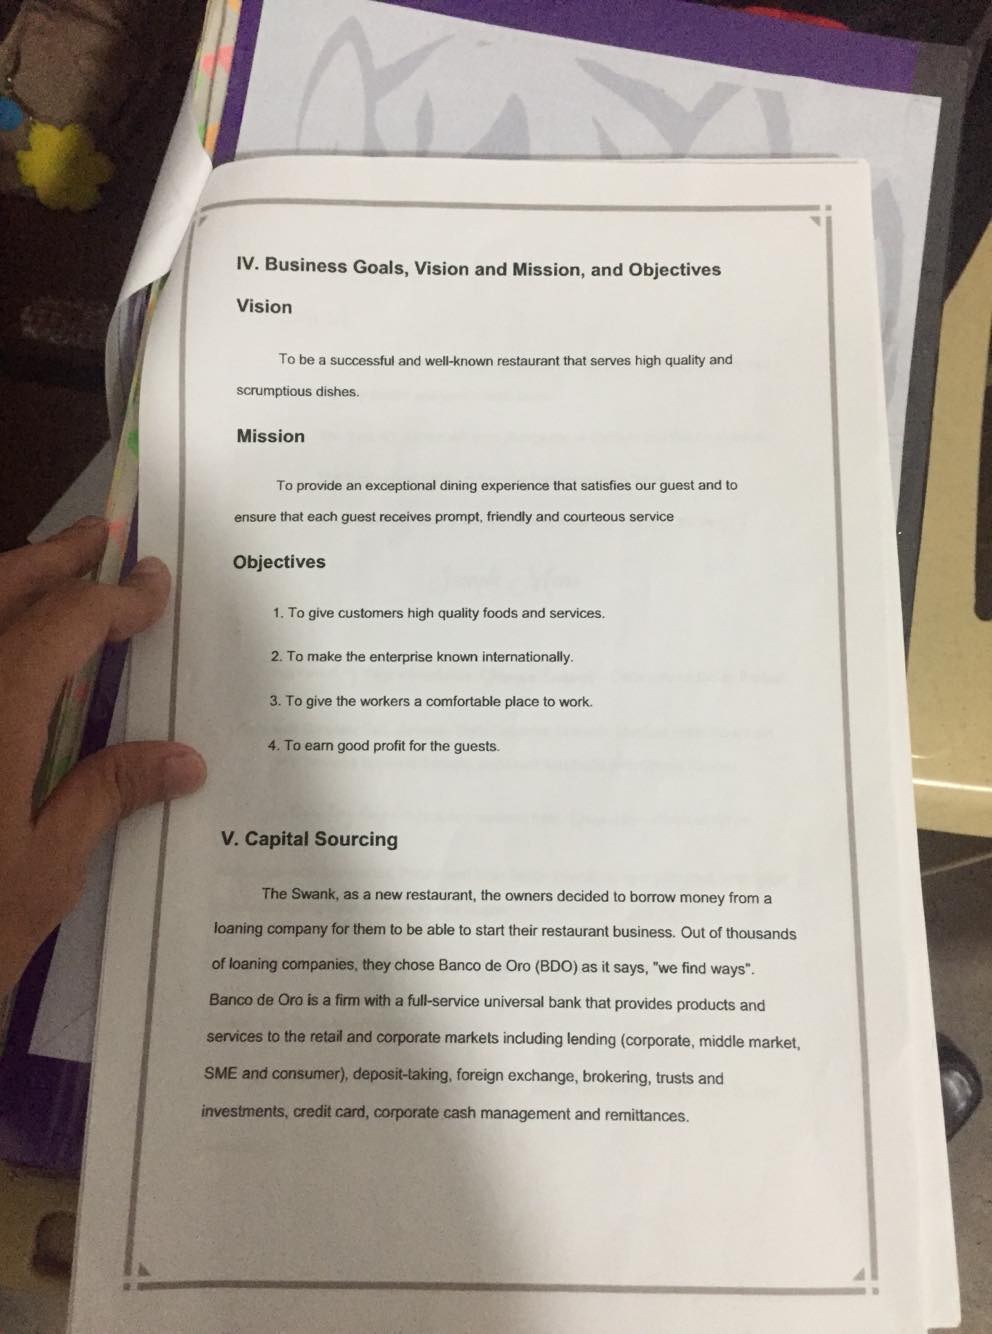 IV. Business Goals, Vision and Mission, and Objectives
Vision
To be a successful and well-known restaurant that serves high quality and
scrumptious dishes.
Mission
To provide an exceptional dining experience that satisfies our guest and to
ensure that each guest receives prompt, friendly and courteous service
Objectives
1. To give customers high quality foods and services.
2. To make the enterprise known internationally.
3. To give the workers a comfortable place to work.
4. To earn good profit for the guests.
V. Capital Sourcing
The Swank, as a new restaurant, the owners decided to borrow money from a
loaning company for them to be able to start their restaurant business. Out of thousands
of loaning companies, they chose Banco de Oro (BDO) as it says, "we find ways".
Banco de Oro is a firm with a full-service universal bank that provides products and
services to the retail and corporate markets including lending (corporate, middle market,
SME and consumer), deposit-taking, foreign exchange, brokering, trusts and
investments, credit card, corporate cash management and remittances.